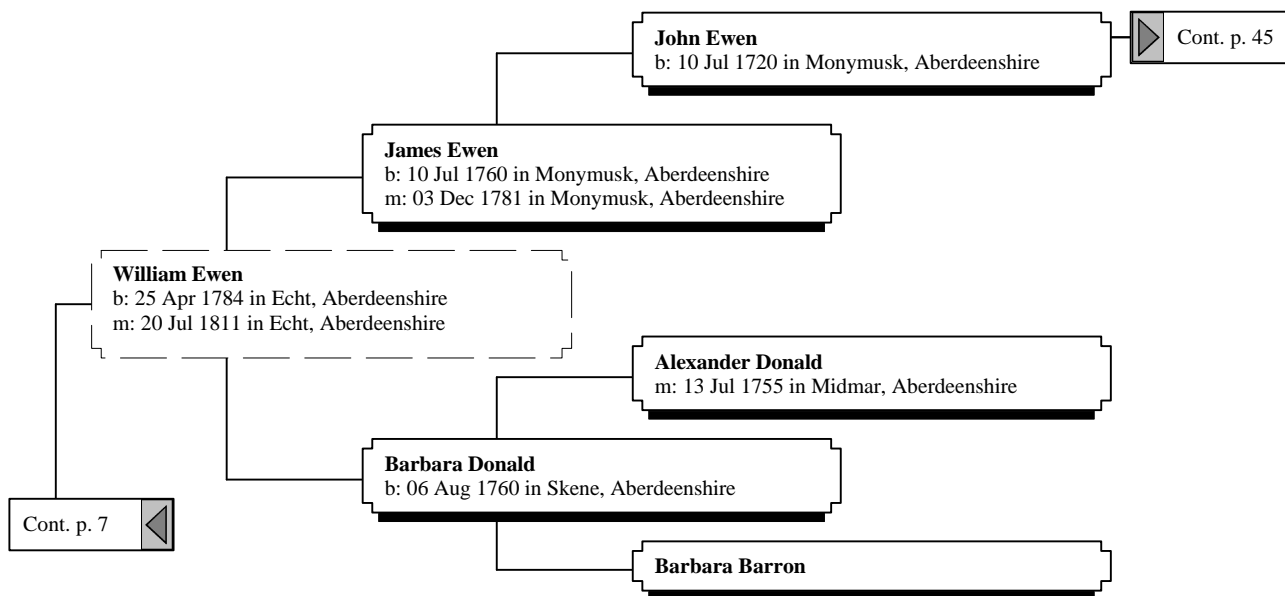 John Ewen
b: 10 Jul 1720 in Monymusk, Aberdeenshire
Cont. p. 45
James Ewen
b: 10 Jul 1760 in Monymusk, Aberdeenshire
m: 03 Dec 1781 in Monymusk, Aberdeenshire
William Ewen
b: 25 Apr 1784 in Echt, Aberdeenshire
m: 20 Jul 1811 in Echt, Aberdeenshire
Alexander Donald
m: 13 Jul 1755 in Midmar, Aberdeenshire
Barbara Donald
b: 06 Aug 1760 in Skene, Aberdeenshire
Cont. p. 7
Barbara Barron